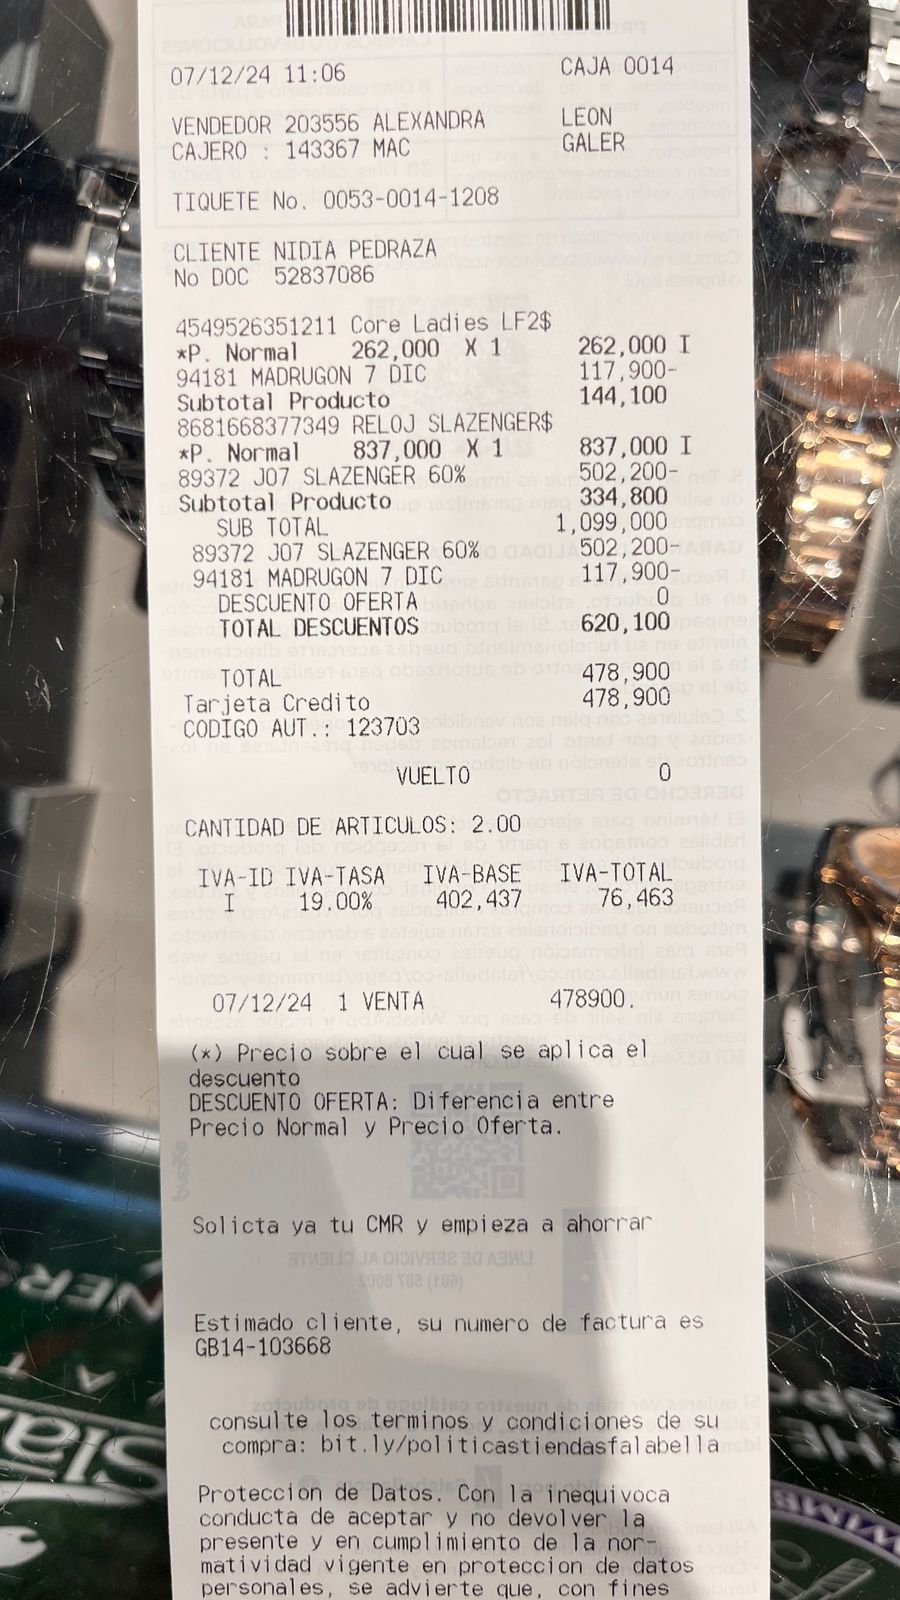 07/12/24 11:06 CAJA 0014
VENDEDOR 203556 ALEXANDRA LEON
CAJERO : 143367 MAC GALER
TIQUETE No. 0053-0014-1208
CLIENTE NIDIA PEDRAZA
No DOC 52837086
4549526351211 Core Ladies LF2$
*P. Normal 262,000 X 1 262,000 I
94181 MADRUGON 7 DIC 117,900-
Subtotal Producto 144,100
8681668377349 RELOJ SLAZENGER$
*P. Normal 837,000 X 1 837,000 I
89372 J07 SLAZENGER 60% 502,200-
Subtotal Producto 334,800
SUB TOTAL 1,099,000
89372 J07 SLAZENGER 60% 502,200-
94181 MADRUGON 7 DIC 117,900-
DESCUENTO OFERTA 0
TOTAL DESCUENTOS 620,100
TOTAL 478,900
Tarjeta Credito 478,900
CODIGO AUT.: 123703
VUELTO 0
CANTIDAD DE ARTICULOS: 2.00
IVA-ID IVA-TASA IVA-BASE IVA-TOTAL
I 19.00% 402,437 76,463
07/12/24 1 VENTA 478900.
(*) Precio sobre el cual se aplica el
descuento
DESCUENTO OFERTA: Diferencia entre
Precio Normal y Precio Oferta.
Solicta ya tu CMR y empieza a ahorrar
Estimado cliente, su numero de factura es
GB14-103668
consulte los terminos y condiciones de su
compra: bit.ly/politicastiendasfalabella
Proteccion de Datos. Con la inequivoca
conducta de aceptar y no devolver la
presente y en cumplimiento de la nor-
matividad vigente en proteccion de datos
personales, se advierte que, con fines